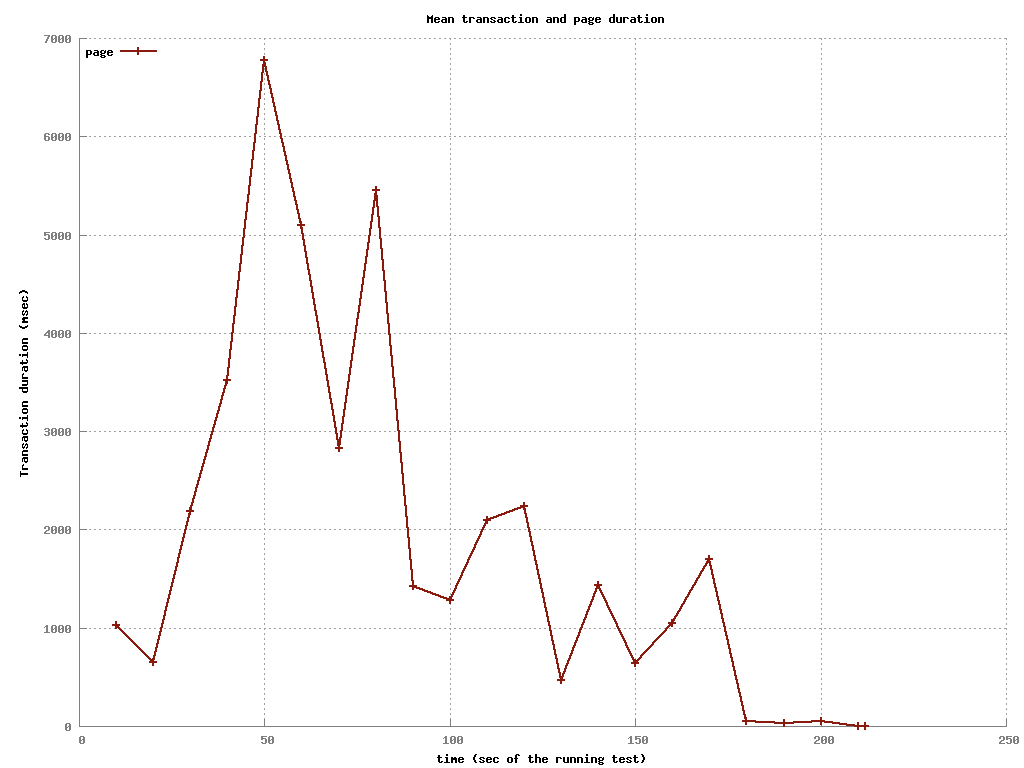 Mean transaction and page duration
page
7000
6000
5000
4000
3000
2000
1000
0
Transaction duration (msec)
0 50 100 150 200 250
time (sec of the running test)